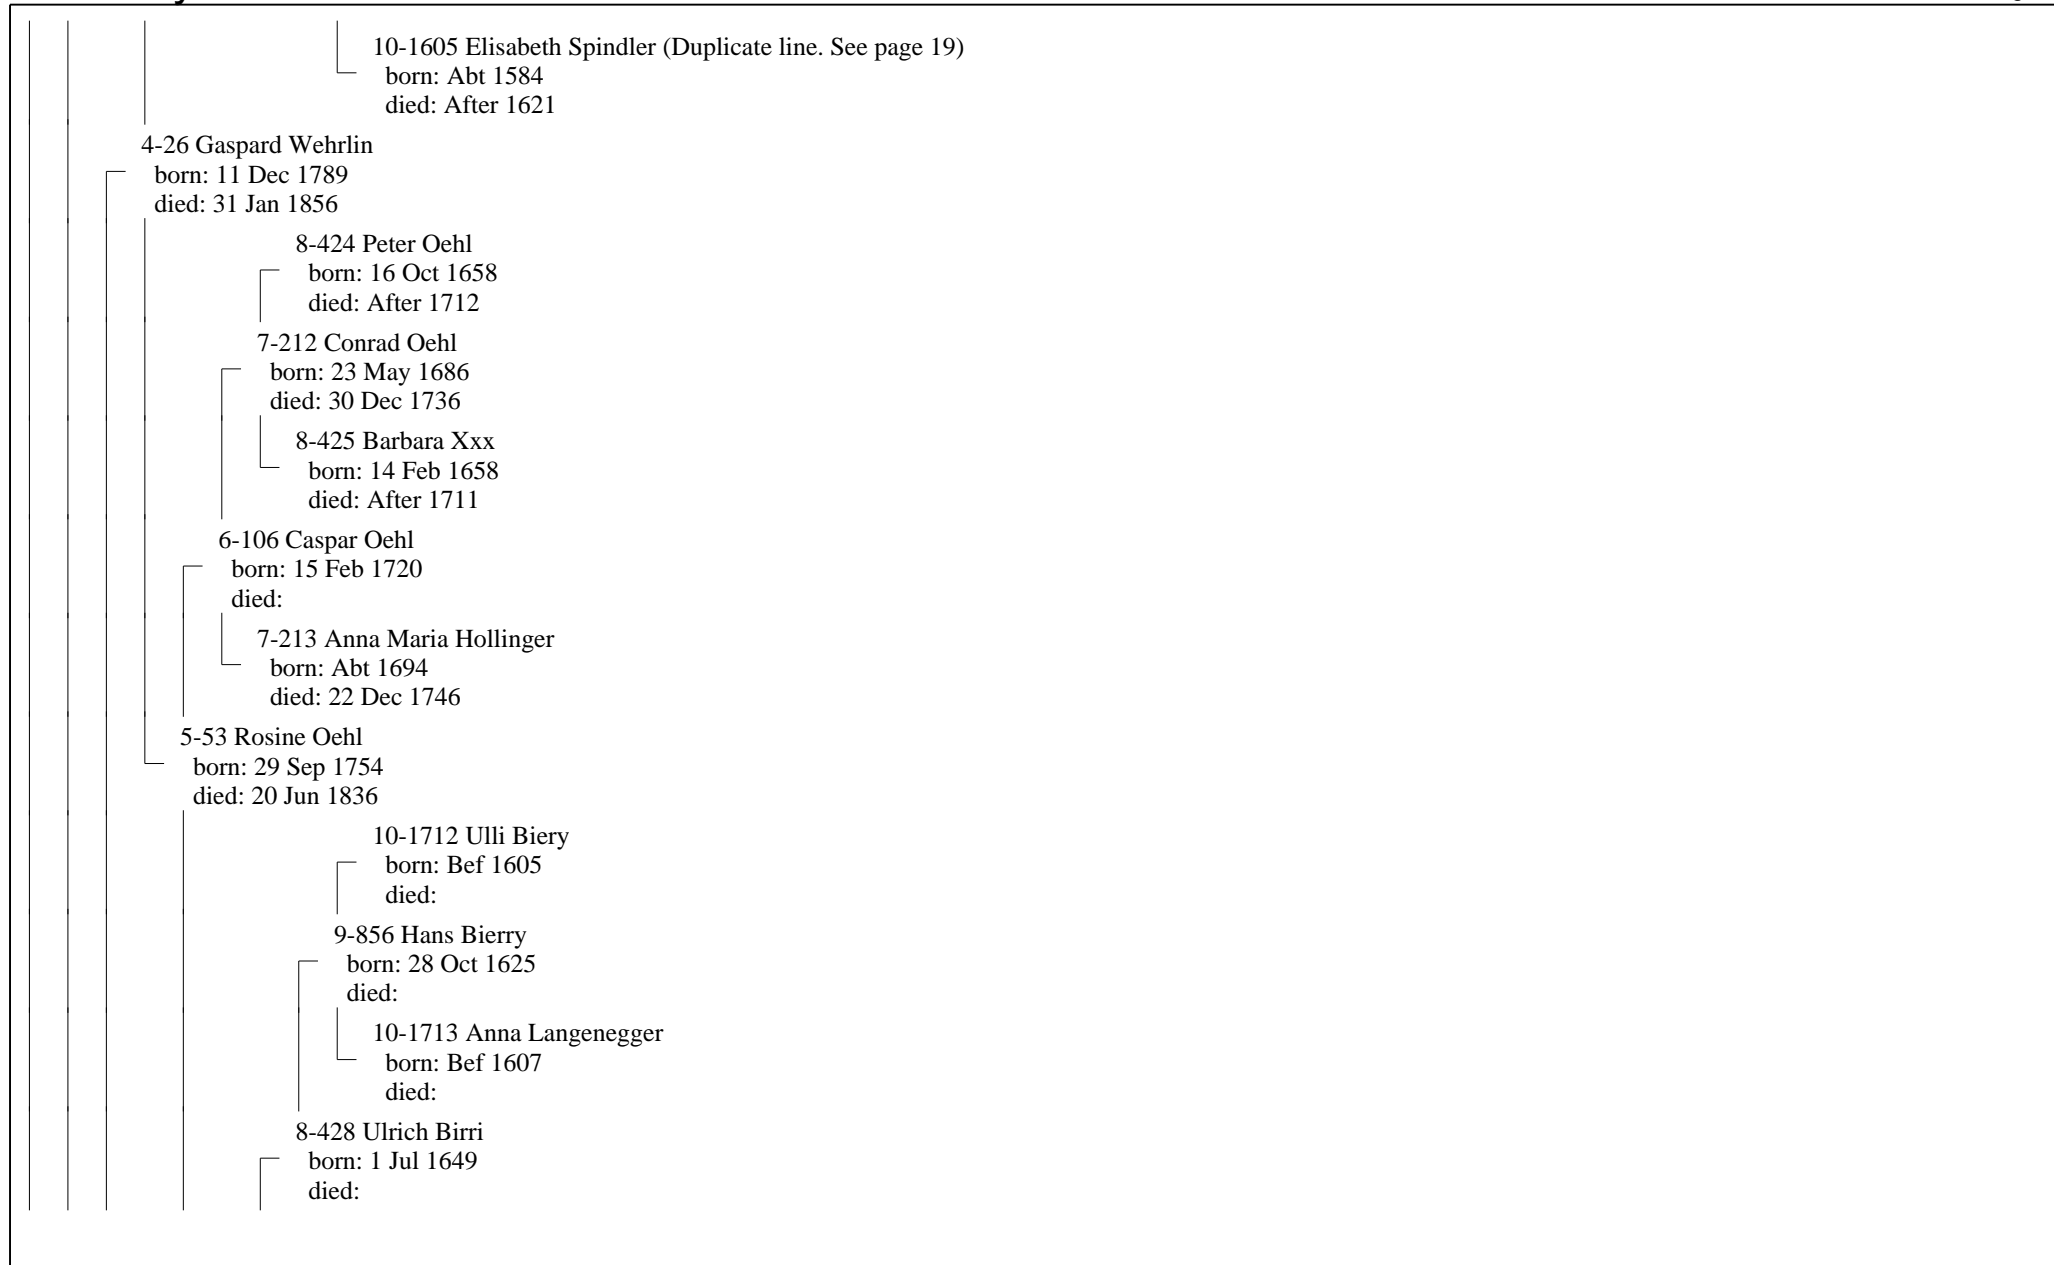 10-1605 Elisabeth Spindler (Duplicate line. See page 19)
born: Abt 1584
died: After 1621
4-26 Gaspard Wehrlin
born: 11 Dec 1789
died: 31 Jan 1856
8-424 Peter Oehl
born: 16 Oct 1658
died: After 1712
7-212 Conrad Oehl
born: 23 May 1686
died: 30 Dec 1736
8-425 Barbara Xxx
born: 14 Feb 1658
died: After 1711
6-106 Caspar Oehl
born: 15 Feb 1720
died:
7-213 Anna Maria Hollinger
born: Abt 1694
died: 22 Dec 1746
5-53 Rosine Oehl
born: 29 Sep 1754
died: 20 Jun 1836
10-1712 Ulli Biery
born: Bef 1605
died:
9-856 Hans Bierry
born: 28 Oct 1625
died:
10-1713 Anna Langenegger
born: Bef 1607
died:
8-428 Ulrich Birri
born: 1 Jul 1649
died: